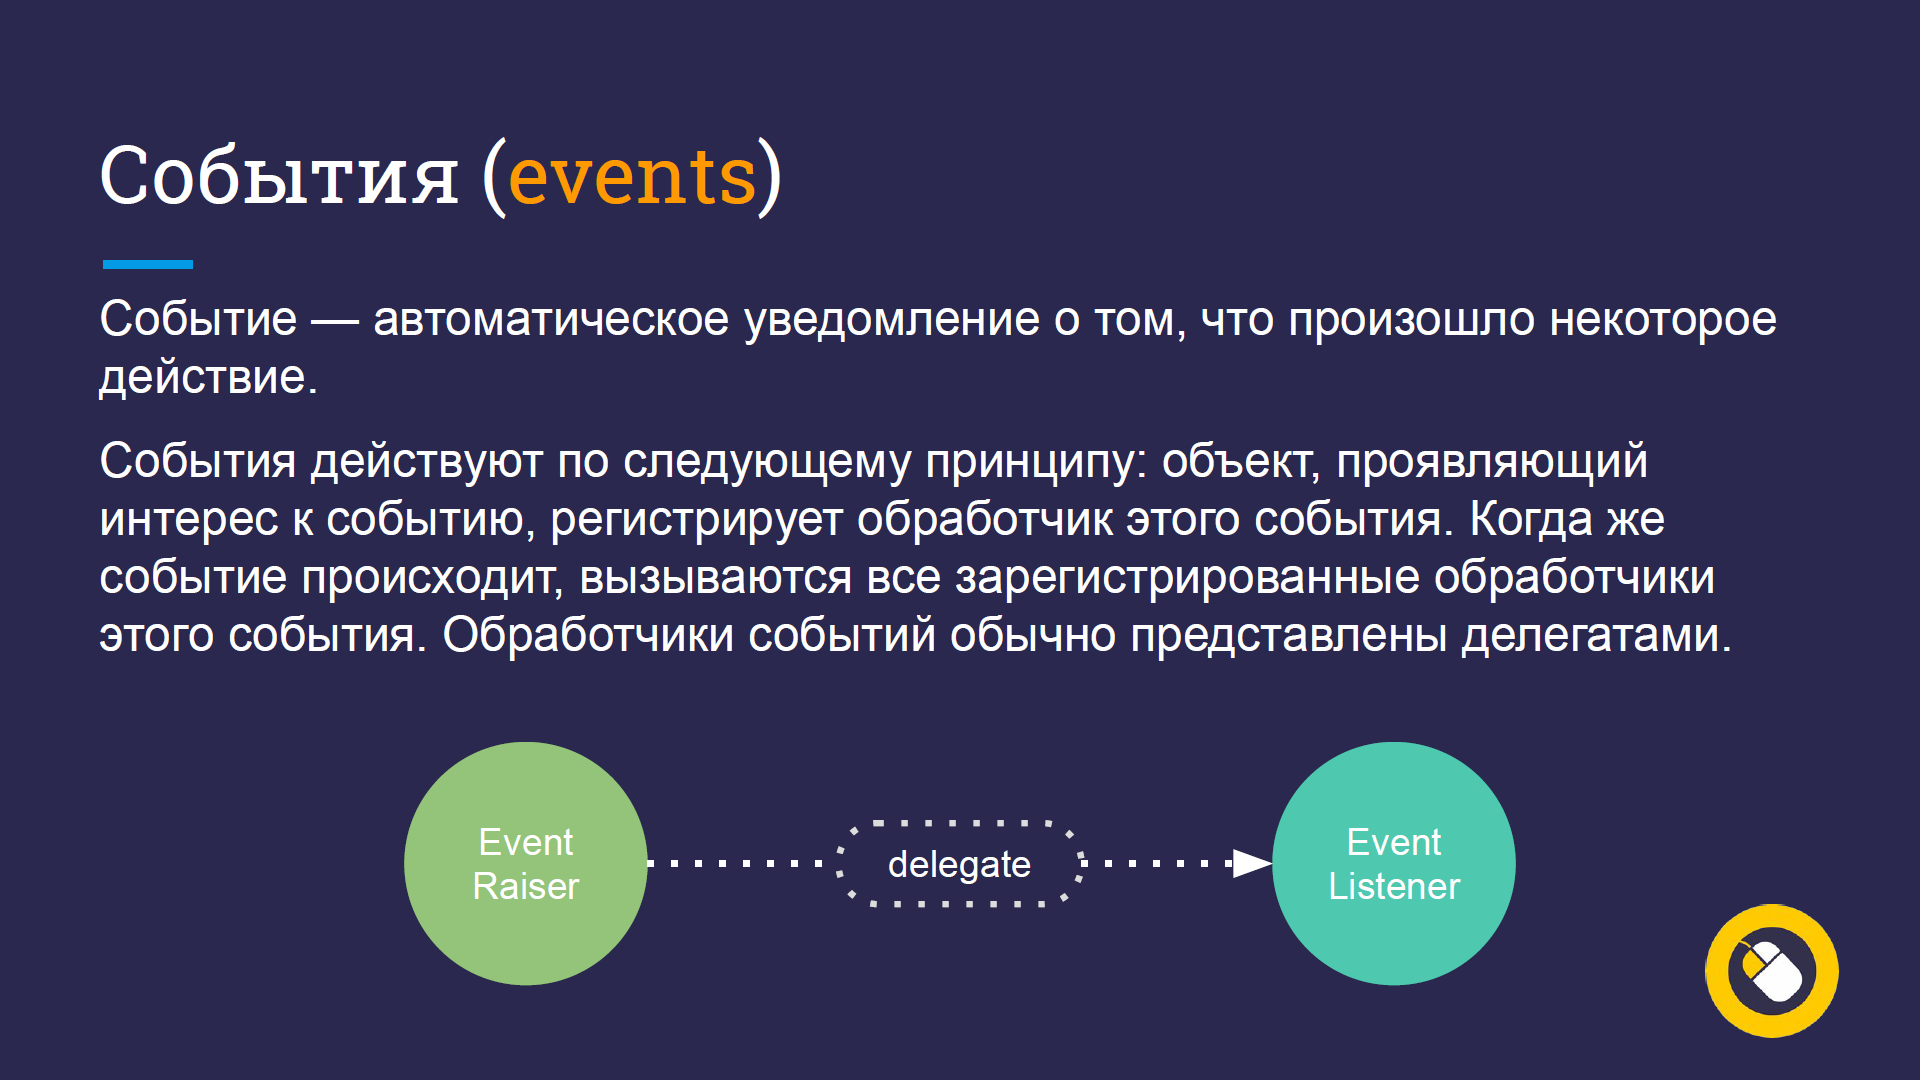 События (events)
Событие — автоматическое уведомление о том, что произошло некоторое
действие.
События действуют по следующему принципу: объект, проявляющий
интерес к событию, регистрирует обработчик этого события. Когда же
событие происходит, вызываются все зарегистрированные обработчики
этого события. Обработчики событий обычно представлены делегатами.
Event
Raiser
delegate
Event
Listener